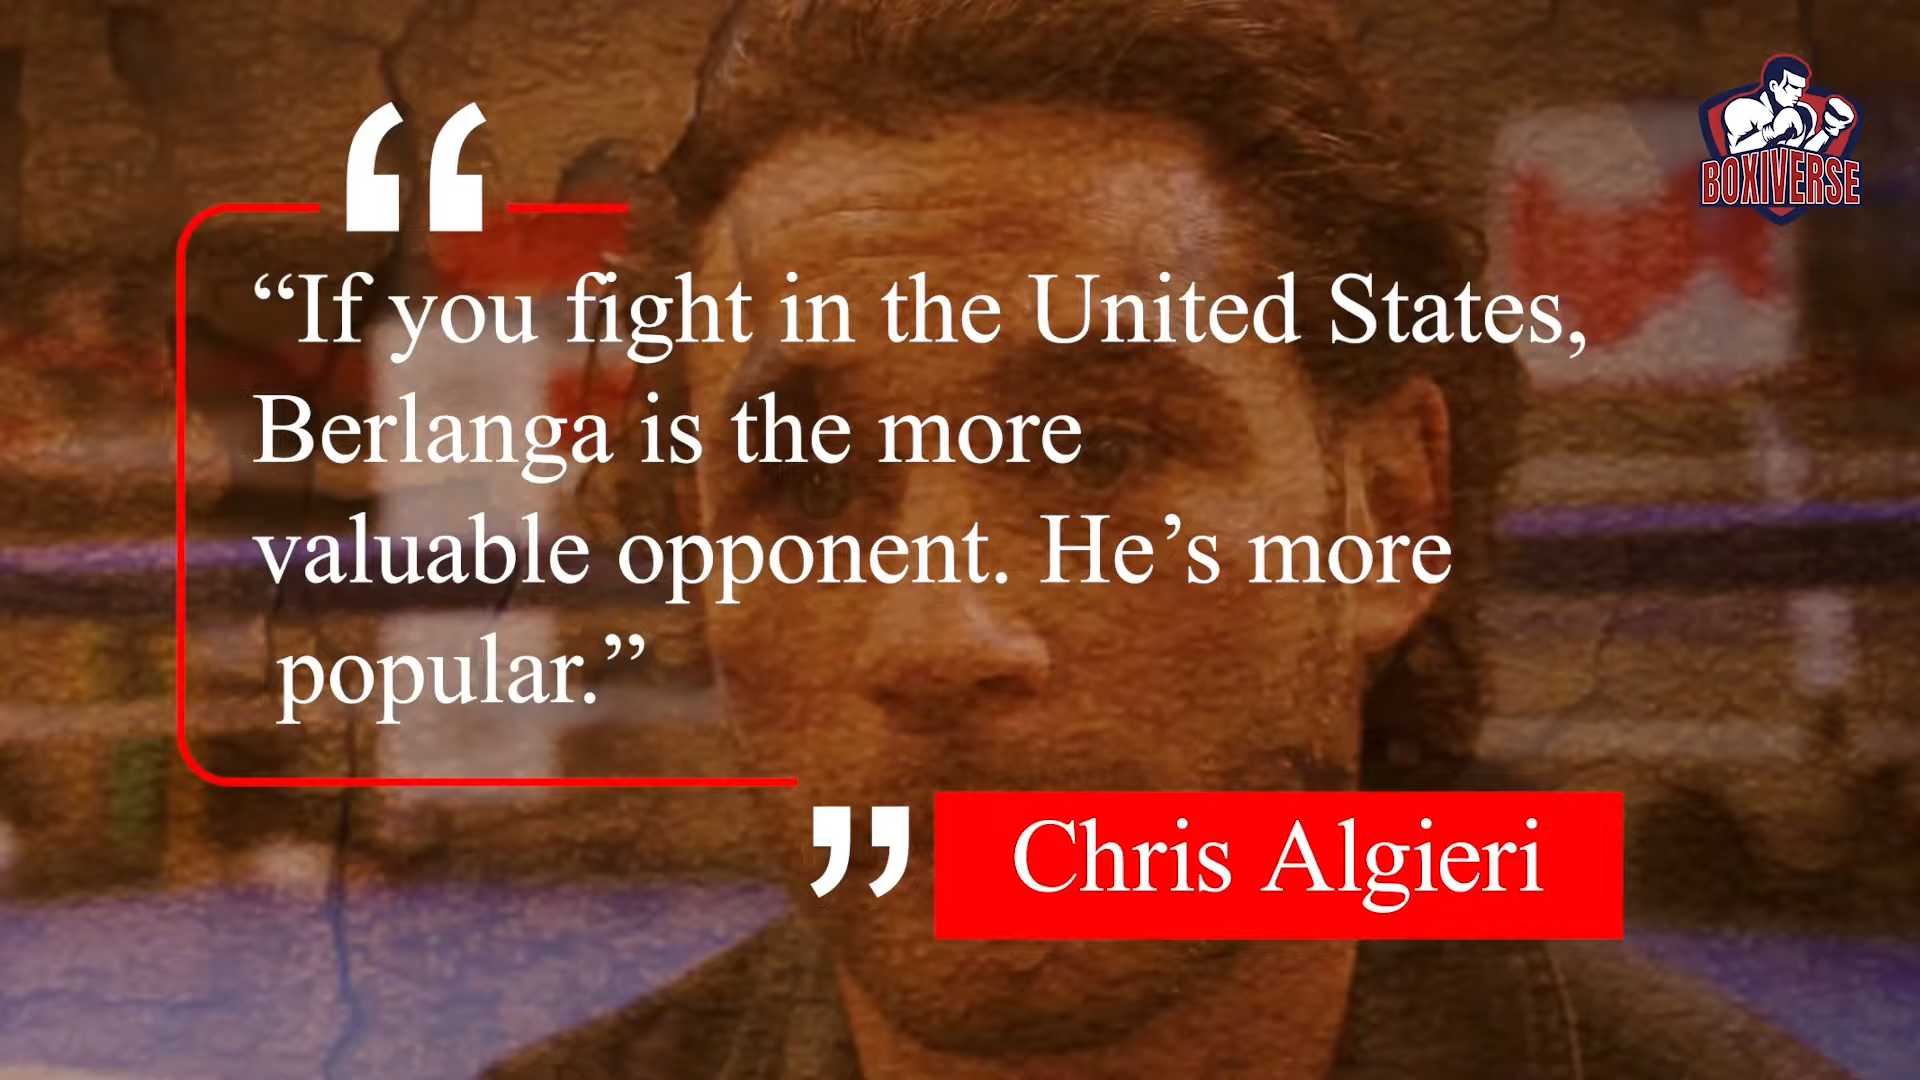 BOXIVERSE
“If you fight in the United States,
Berlanga is the more
valuable opponent. He’s more
popular.”
Chris Algieri